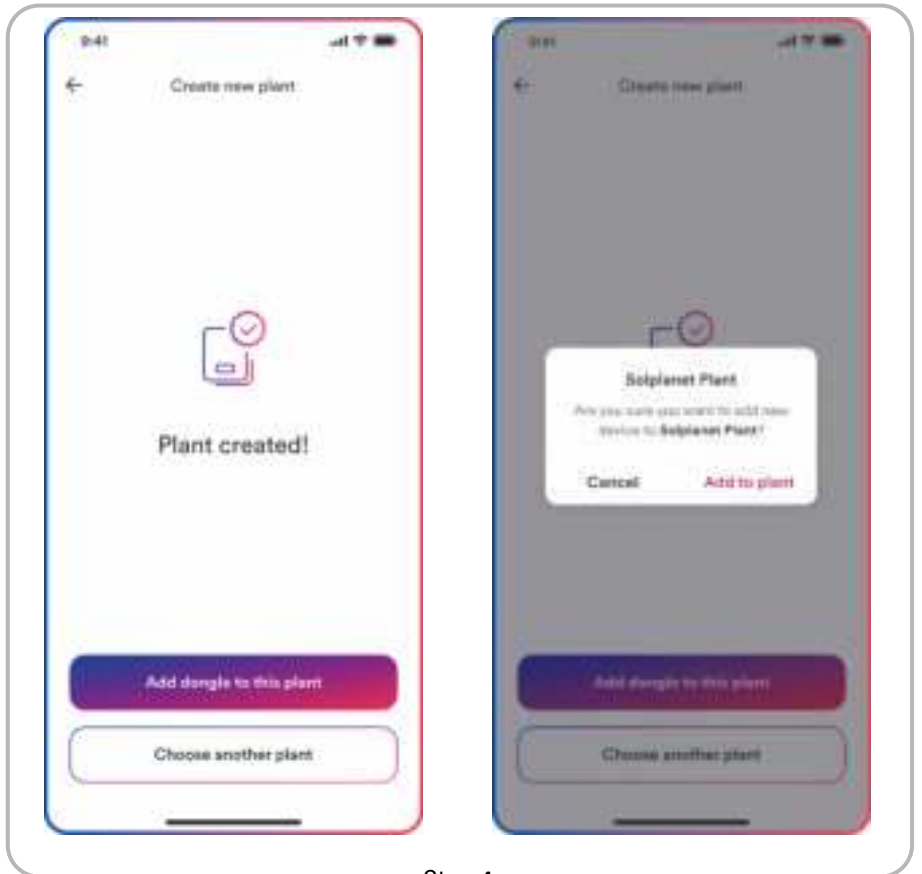 9:41
Create new plant
Plant created!
Add dongle to this plant
Choose another plant
9:41
Create new plant
Solplanet Plant
Are you sure you want to add new
device to Solplanet Plant?
Cancel
Add to plant
Add dongle to this plant
Choose another plant